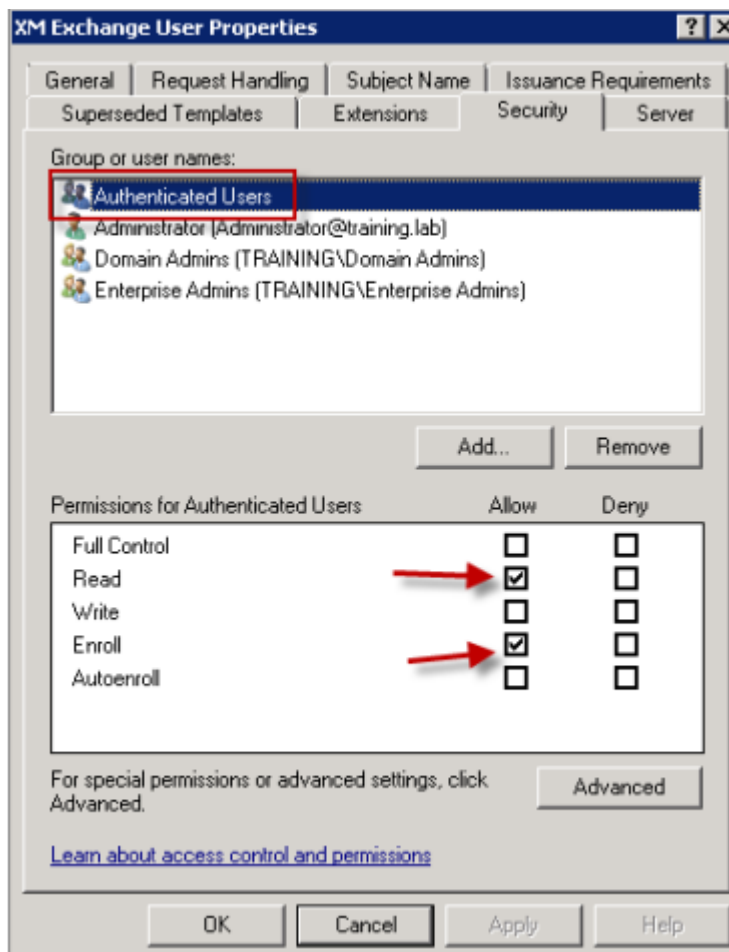 XM Exchange User Properties
General Request Handling Subject Name Issuance Requirements
Superseded Templates Extensions Security Server
Group or user names:
Authenticated Users
Administrator (Administrator@training.lab)
Domain Admins (TRAINING\Domain Admins)
Enterprise Admins (TRAINING\Enterprise Admins)
Add... Remove
Permissions for Authenticated Users Allow Deny
Full Control
Read
Write
Enroll
Autoenroll
For special permissions or advanced settings, click
Advanced.
Advanced
Learn about access control and permissions
OK Cancel Apply Help